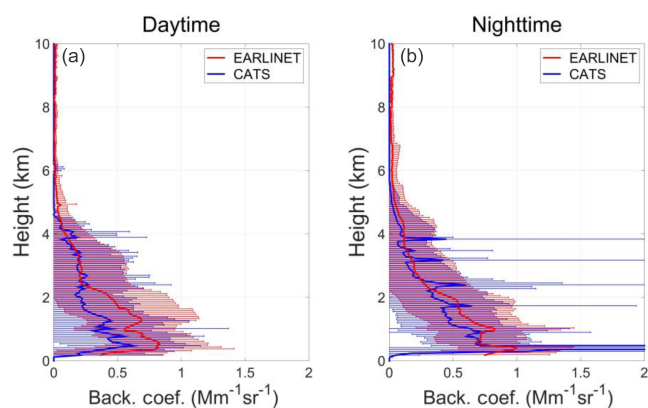 Daytime
Nighttime
(a)
EARLINET
CATS
(b)
EARLINET
CATS
Height (km)
10
8
6
4
2
0
Height (km)
10
8
6
4
2
0
0 0.5 1 1.5 2
0 0.5 1 1.5 2
Back. coef. (Mm⁻¹sr⁻¹)
Back. coef. (Mm⁻¹sr⁻¹)